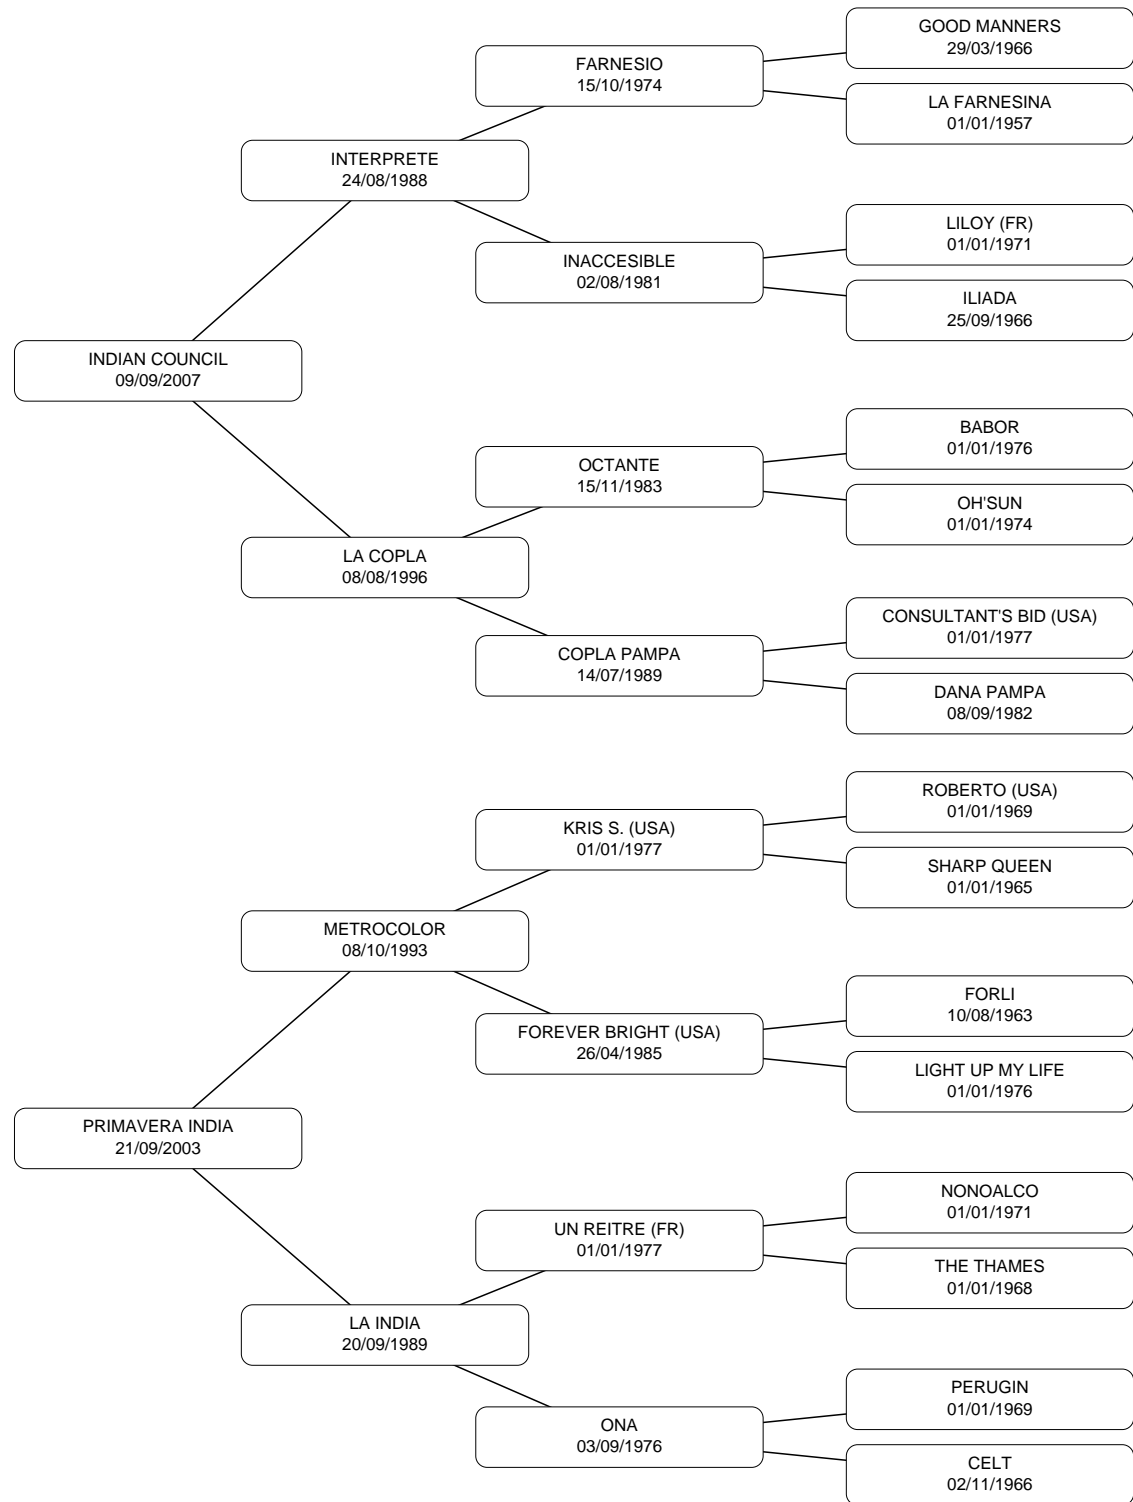 GOOD MANNERS
29/03/1966
FARNESIO
15/10/1974
LA FARNESINA
01/01/1957
INTERPRETE
24/08/1988
LILOY (FR)
01/01/1971
INACCESIBLE
02/08/1981
ILIADA
25/09/1966
INDIAN COUNCIL
09/09/2007
BABOR
01/01/1976
OCTANTE
15/11/1983
OH'SUN
01/01/1974
LA COPLA
08/08/1996
CONSULTANT'S BID (USA)
01/01/1977
COPLA PAMPA
14/07/1989
DANA PAMPA
08/09/1982
ROBERTO (USA)
01/01/1969
KRIS S. (USA)
01/01/1977
SHARP QUEEN
01/01/1965
METROCOLOR
08/10/1993
FORLI
10/08/1963
FOREVER BRIGHT (USA)
26/04/1985
LIGHT UP MY LIFE
01/01/1976
PRIMAVERA INDIA
21/09/2003
NONOALCO
01/01/1971
UN REITRE (FR)
01/01/1977
THE THAMES
01/01/1968
LA INDIA
20/09/1989
PERUGIN
01/01/1969
ONA
03/09/1976
CELT
02/11/1966